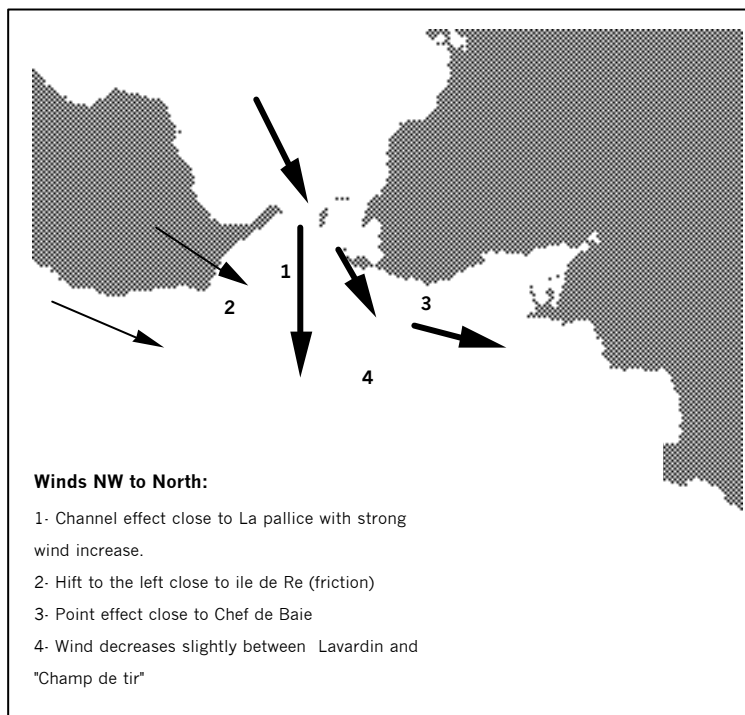 1
2
3
4
Winds NW to North:
1- Channel effect close to La pallice with strong
wind increase.
2- Hift to the left close to ile de Re (friction)
3- Point effect close to Chef de Baie
4- Wind decreases slightly between Lavardin and
"Champ de tir"